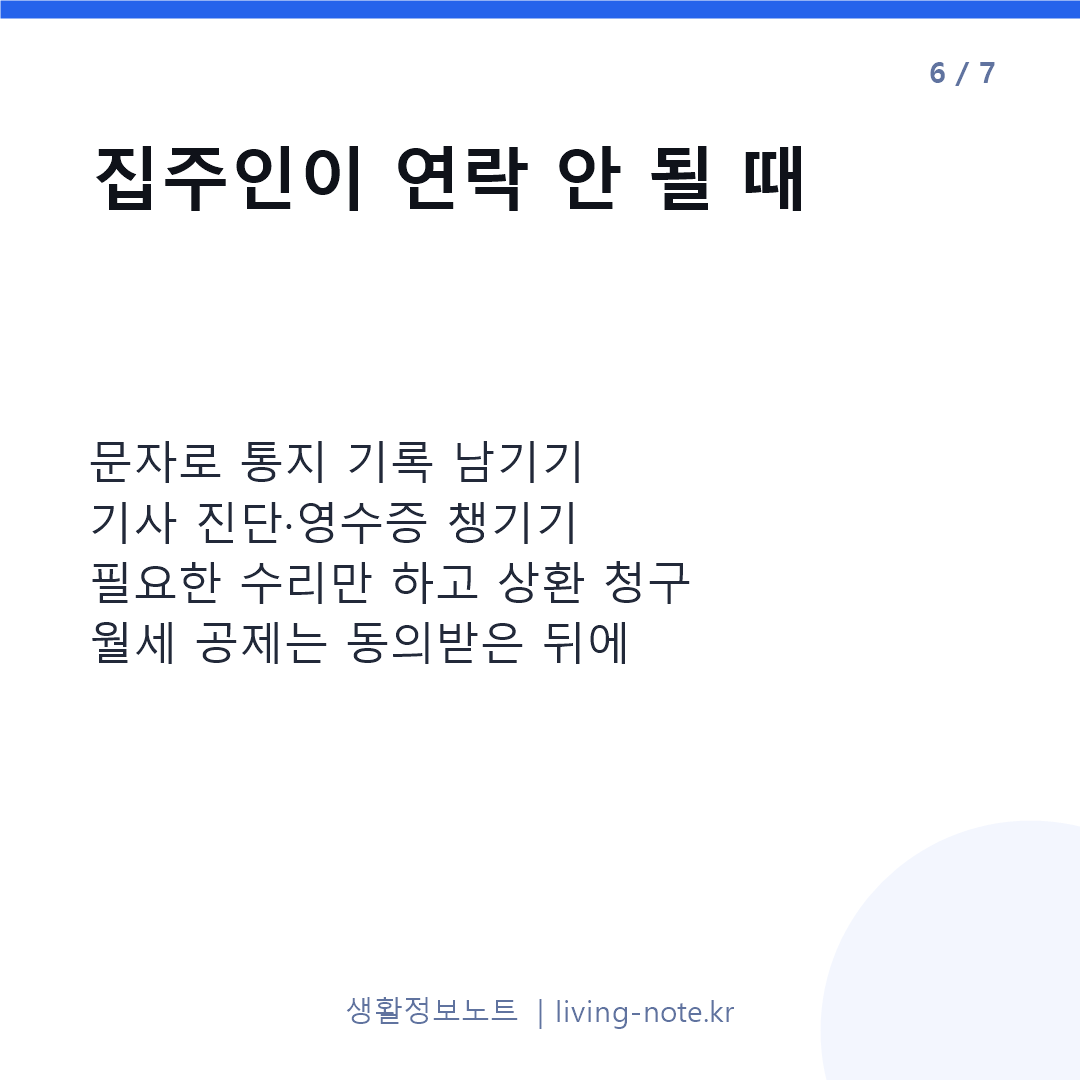 6 / 7
집주인이 연락 안 될 때
문자로 통지 기록 남기기
기사 진단·영수증 챙기기
필요한 수리만 하고 상환 청구
월세 공제는 동의받은 뒤에
생활정보노트 | living-note.kr